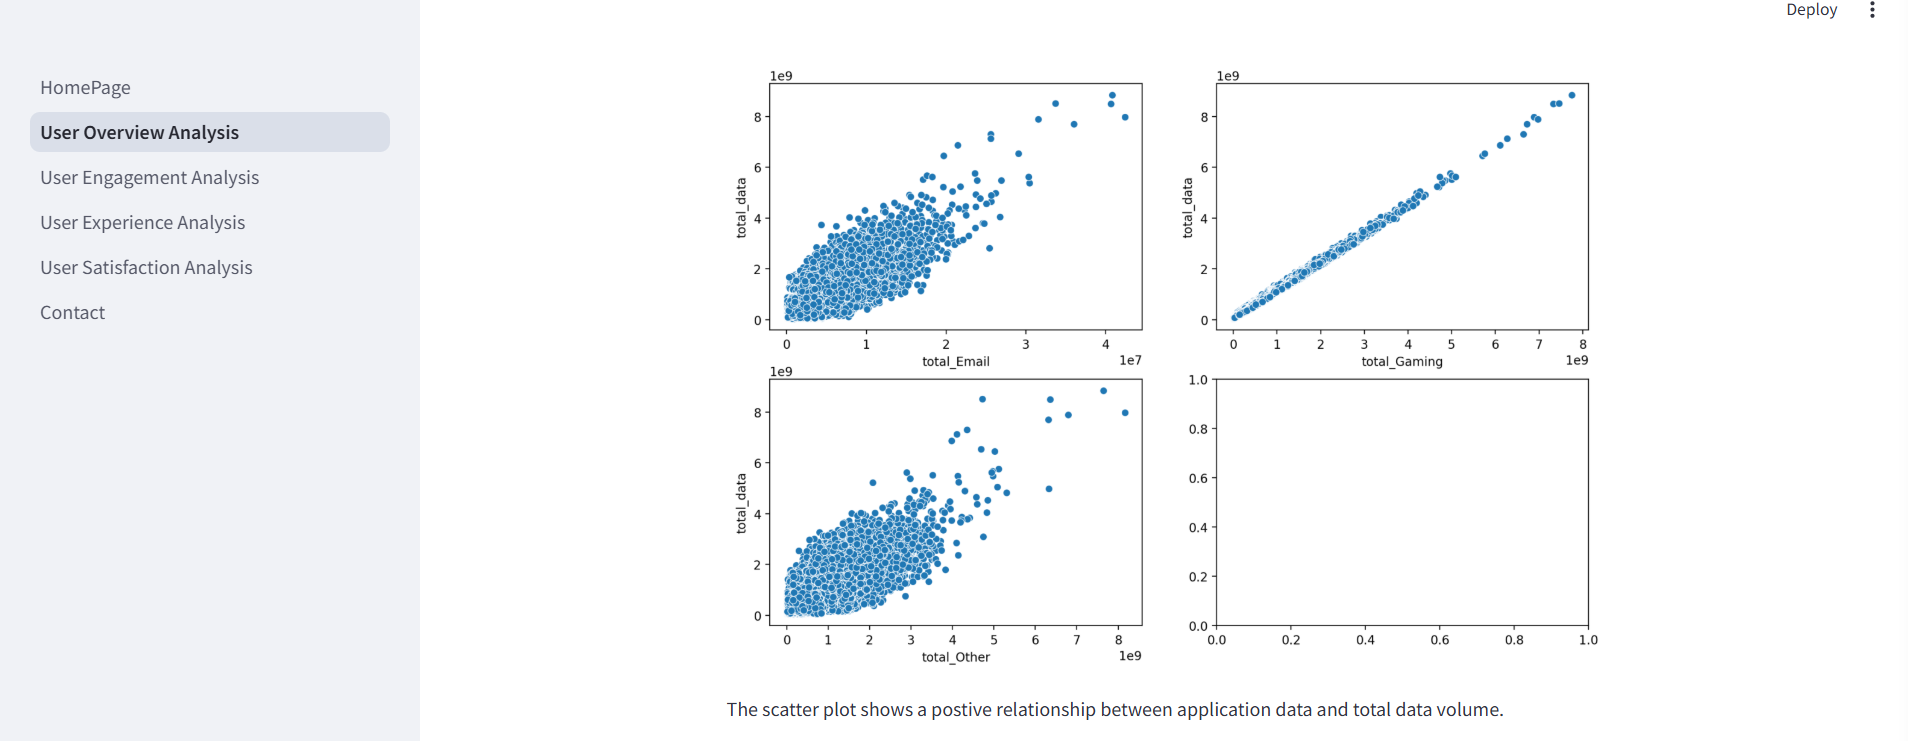 Deploy
HomePage
User Overview Analysis
User Engagement Analysis
User Experience Analysis
User Satisfaction Analysis
Contact
1e9
8
6
4
2
0
total_data
0 1 2 3 4
total_Email
1e7
1e9
8
6
4
2
0
total_data
0 1 2 3 4 5 6 7 8
total_Gaming
1e9
1e9
8
6
4
2
0
total_data
0 1 2 3 4 5 6 7 8
total_Other
1e9
1.0
0.8
0.6
0.4
0.2
0.0
0.0 0.2 0.4 0.6 0.8 1.0
The scatter plot shows a postive relationship between application data and total data volume.